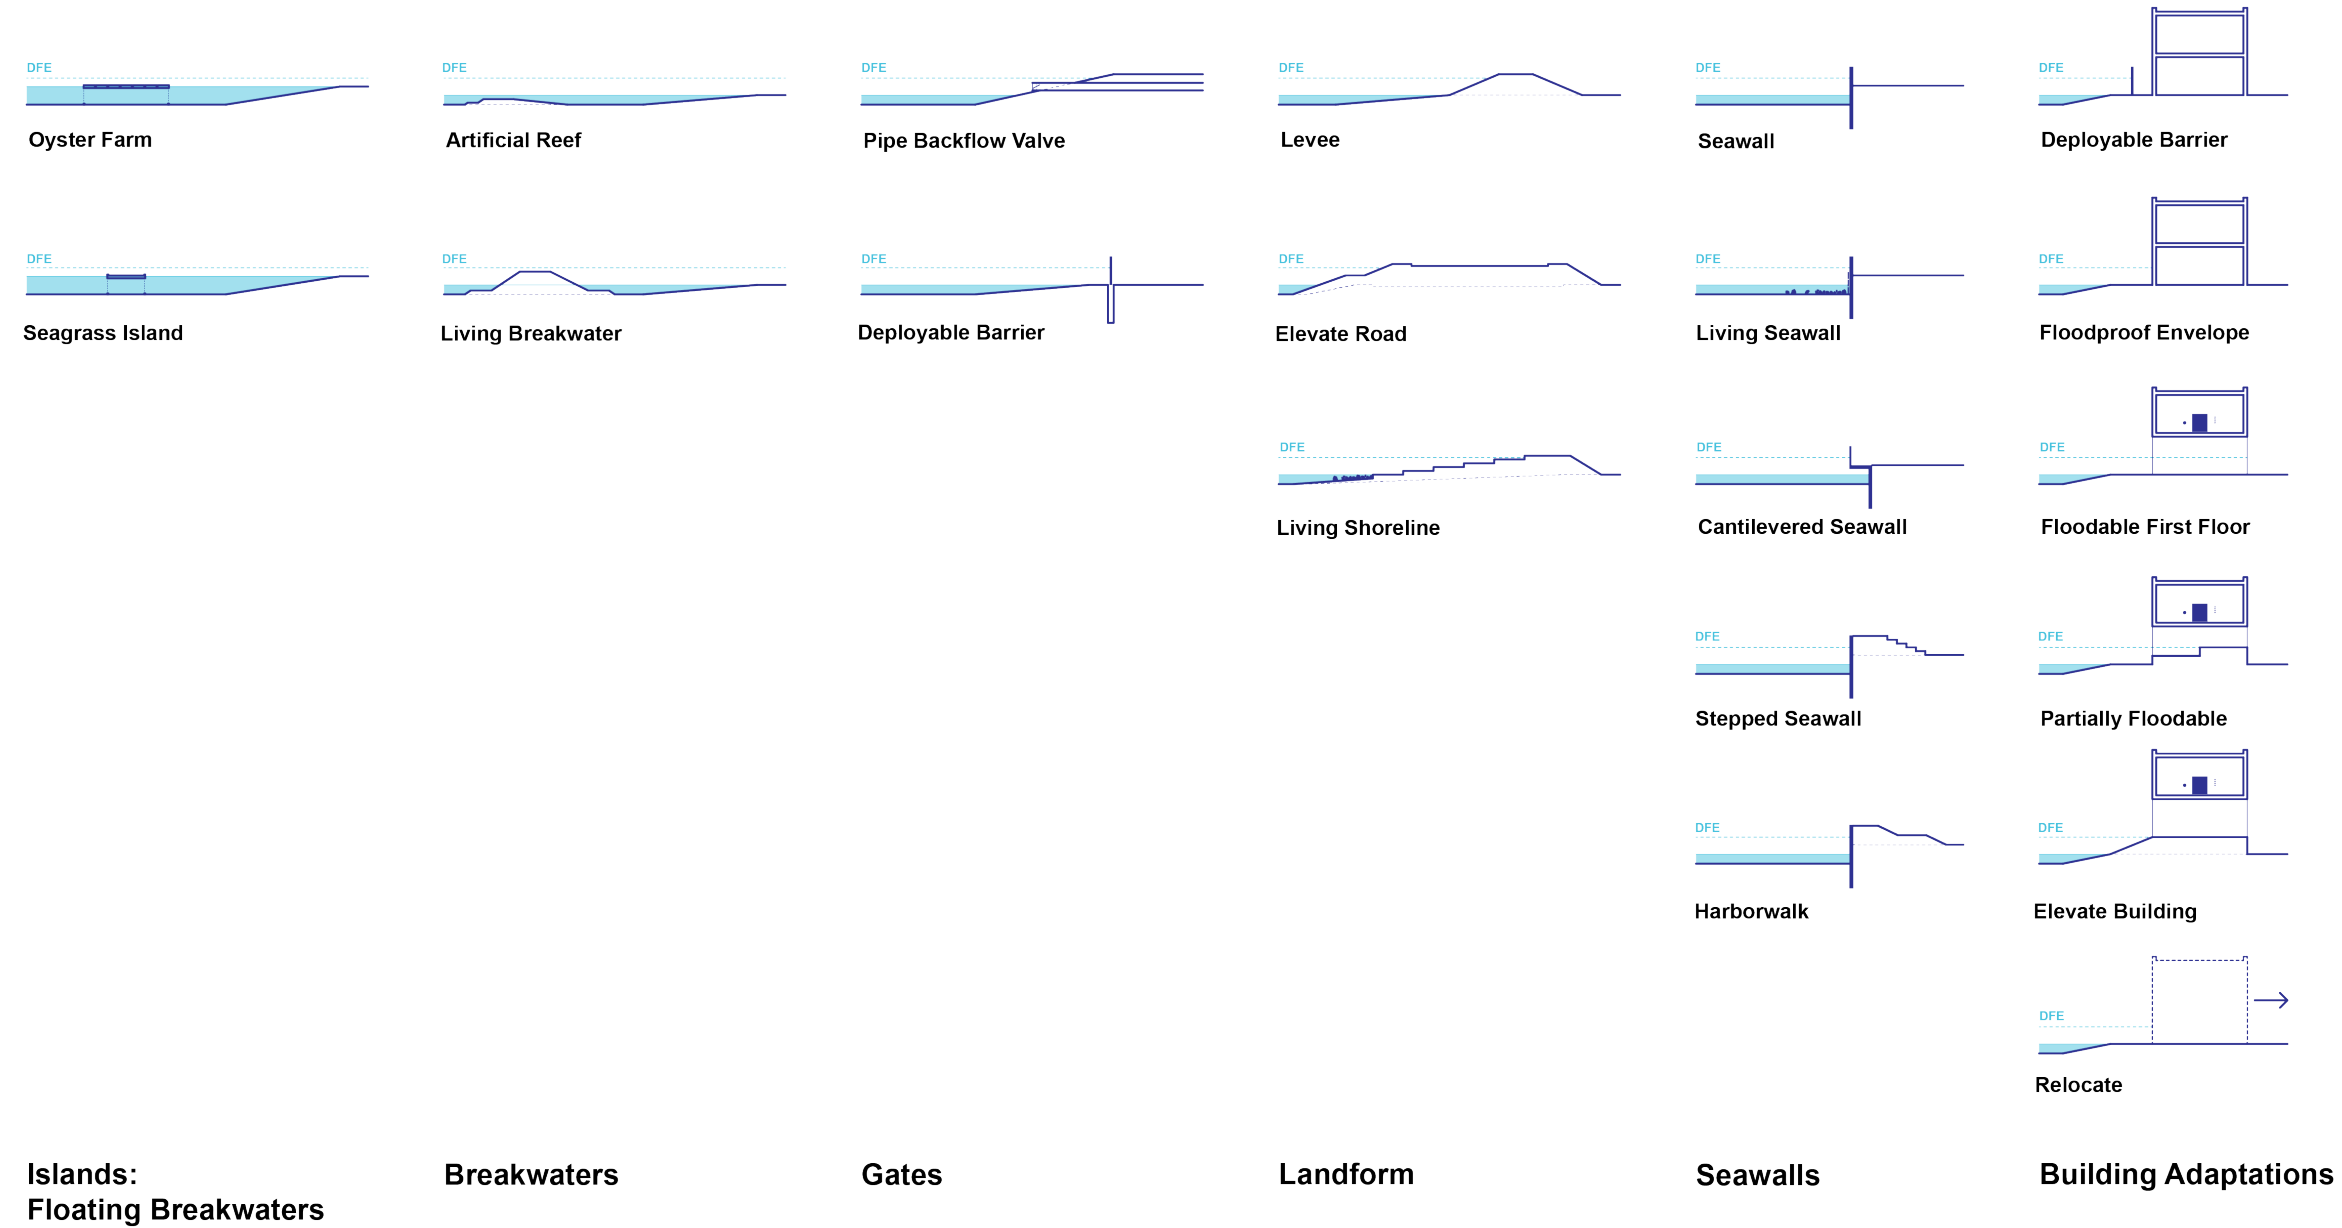 DFE
DFE
DFE
DFE
DFE
DFE
Oyster Farm
Artificial Reef
Pipe Backflow Valve
Levee
Seawall
Deployable Barrier
DFE
DFE
DFE
DFE
DFE
DFE
Seagrass Island
Living Breakwater
Deployable Barrier
Elevate Road
Living Seawall
Floodproof Envelope
DFE
DFE
DFE
Living Shoreline
Cantilevered Seawall
Floodable First Floor
DFE
DFE
Stepped Seawall
Partially Floodable
DFE
DFE
Harborwalk
Elevate Building
DFE
Relocate
Islands:
Floating Breakwaters
Breakwaters
Gates
Landform
Seawalls
Building Adaptations